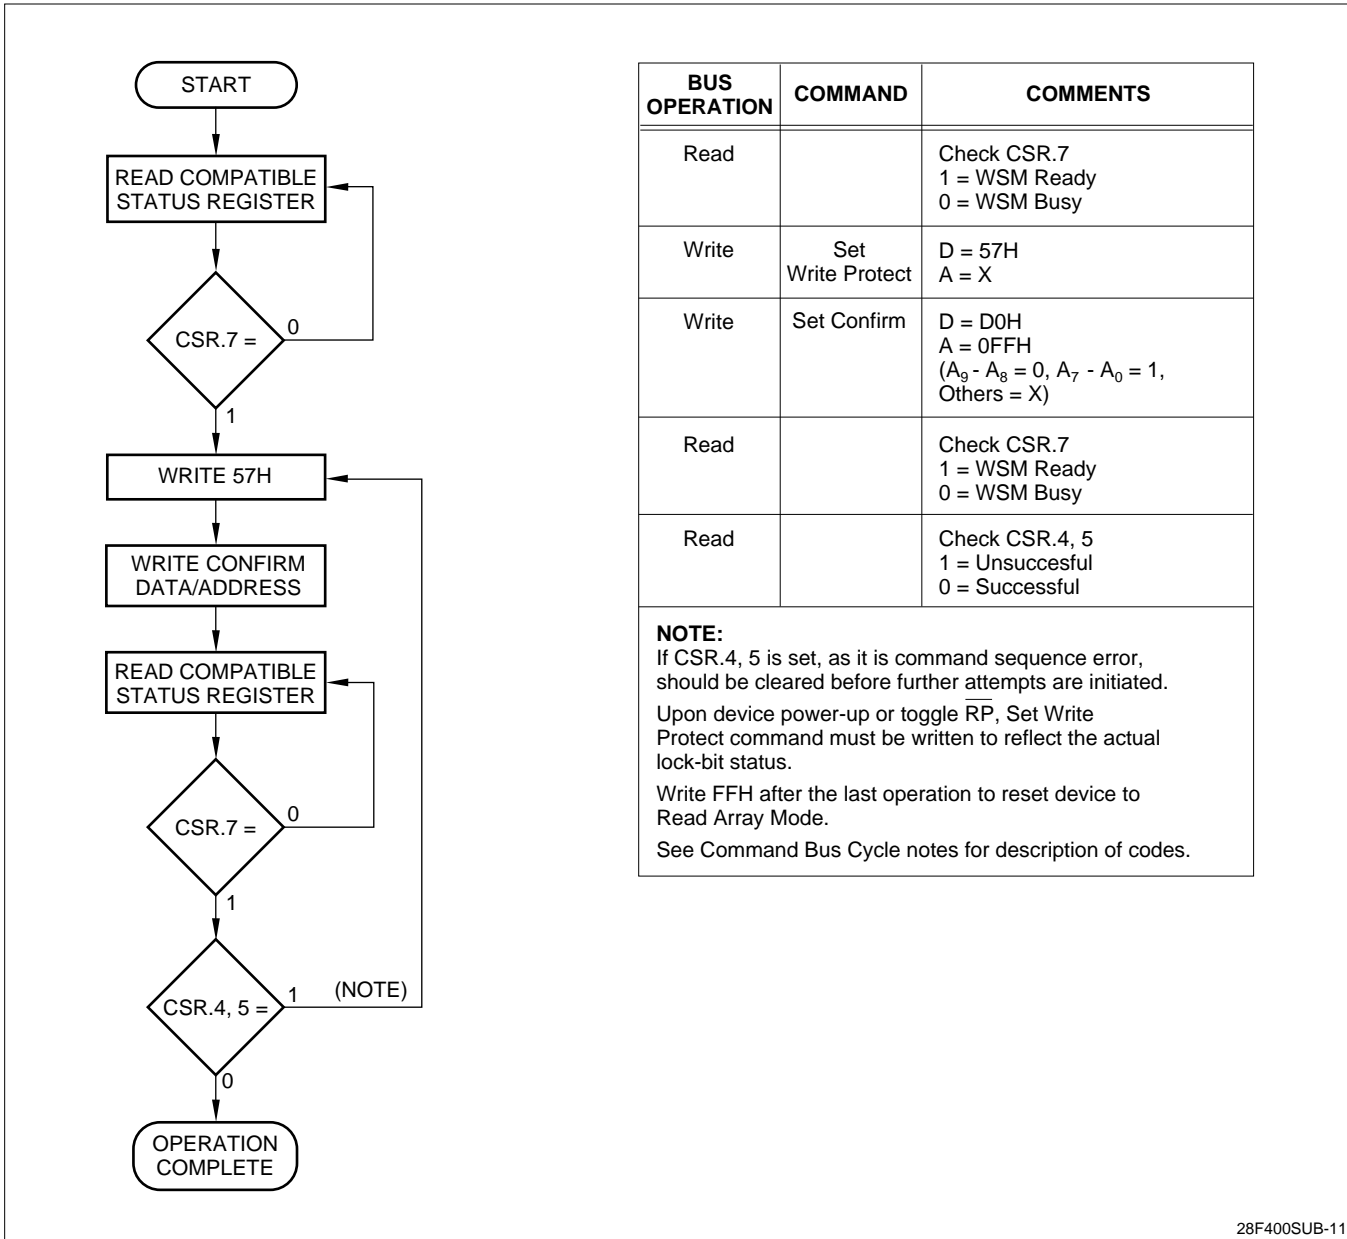 START
READ COMPATIBLE
STATUS REGISTER
CSR.7 =
0
1
WRITE 57H
WRITE CONFIRM
DATA/ADDRESS
READ COMPATIBLE
STATUS REGISTER
CSR.7 =
0
1
CSR.4, 5 =
1
(NOTE)
0
OPERATION
COMPLETE
BUS
OPERATION
COMMAND
COMMENTS
Read
Check CSR.7
1 = WSM Ready
0 = WSM Busy
Write
Set
Write Protect
D = 57H
A = X
Write
Set Confirm
D = D0H
A = 0FFH
(A9 - A8 = 0, A7 - A0 = 1,
Others = X)
Read
Check CSR.7
1 = WSM Ready
0 = WSM Busy
Read
Check CSR.4, 5
1 = Unsuccesful
0 = Successful
NOTE:
If CSR.4, 5 is set, as it is command sequence error,
should be cleared before further attempts are initiated.
Upon device power-up or toggle R̅P̅, Set Write
Protect command must be written to reflect the actual
lock-bit status.
Write FFH after the last operation to reset device to
Read Array Mode.
See Command Bus Cycle notes for description of codes.
28F400SUB-11